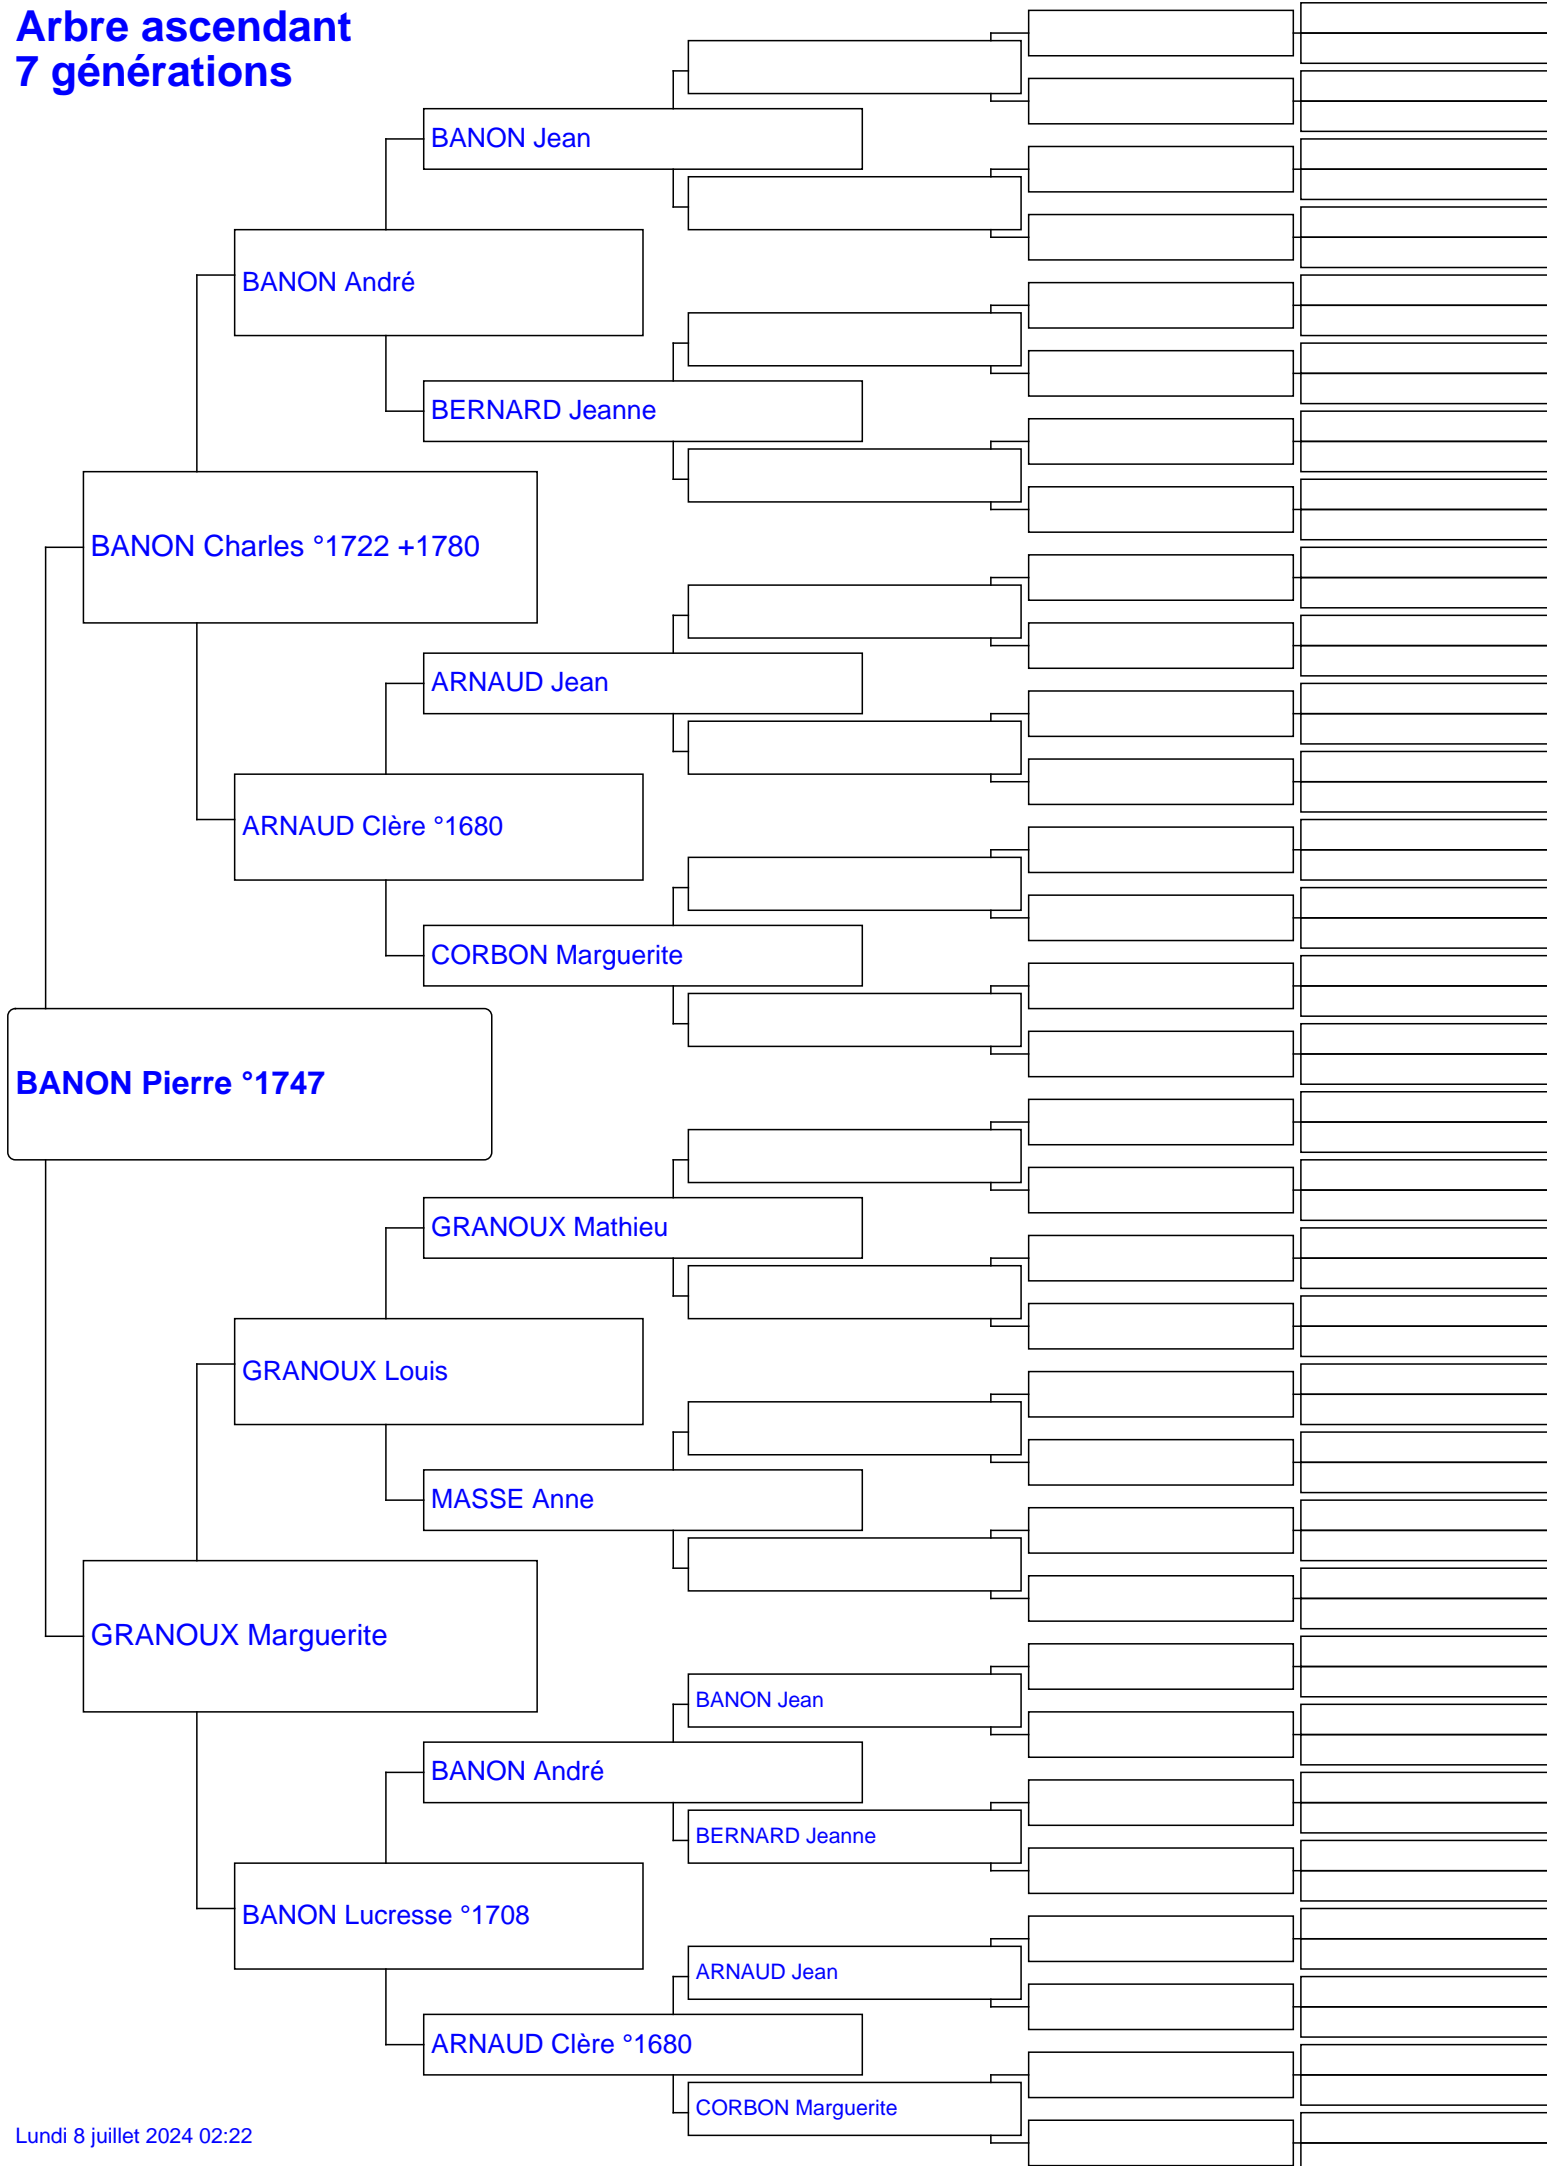 Arbre ascendant
7 générations
BANON Jean
BANON André
BERNARD Jeanne
BANON Charles °1722 +1780
ARNAUD Jean
ARNAUD Clère °1680
CORBON Marguerite
BANON Pierre °1747
GRANOUX Mathieu
GRANOUX Louis
MASSE Anne
GRANOUX Marguerite
BANON Jean
BANON André
BERNARD Jeanne
BANON Lucresse °1708
ARNAUD Jean
ARNAUD Clère °1680
CORBON Marguerite
Lundi 8 juillet 2024 02:22